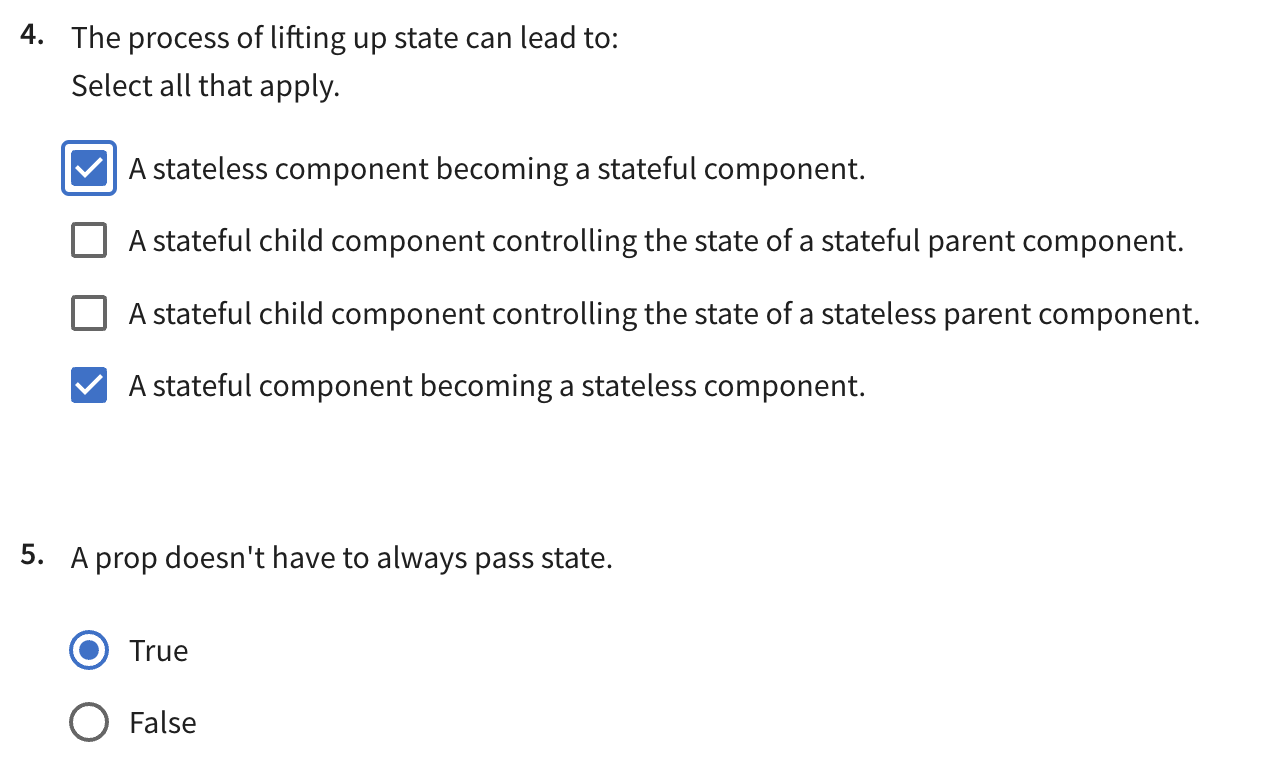 4. The process of lifting up state can lead to:
Select all that apply.
A stateless component becoming a stateful component.
A stateful child component controlling the state of a stateful parent component.
A stateful child component controlling the state of a stateless parent component.
A stateful component becoming a stateless component.
5. A prop doesn't have to always pass state.
True
False